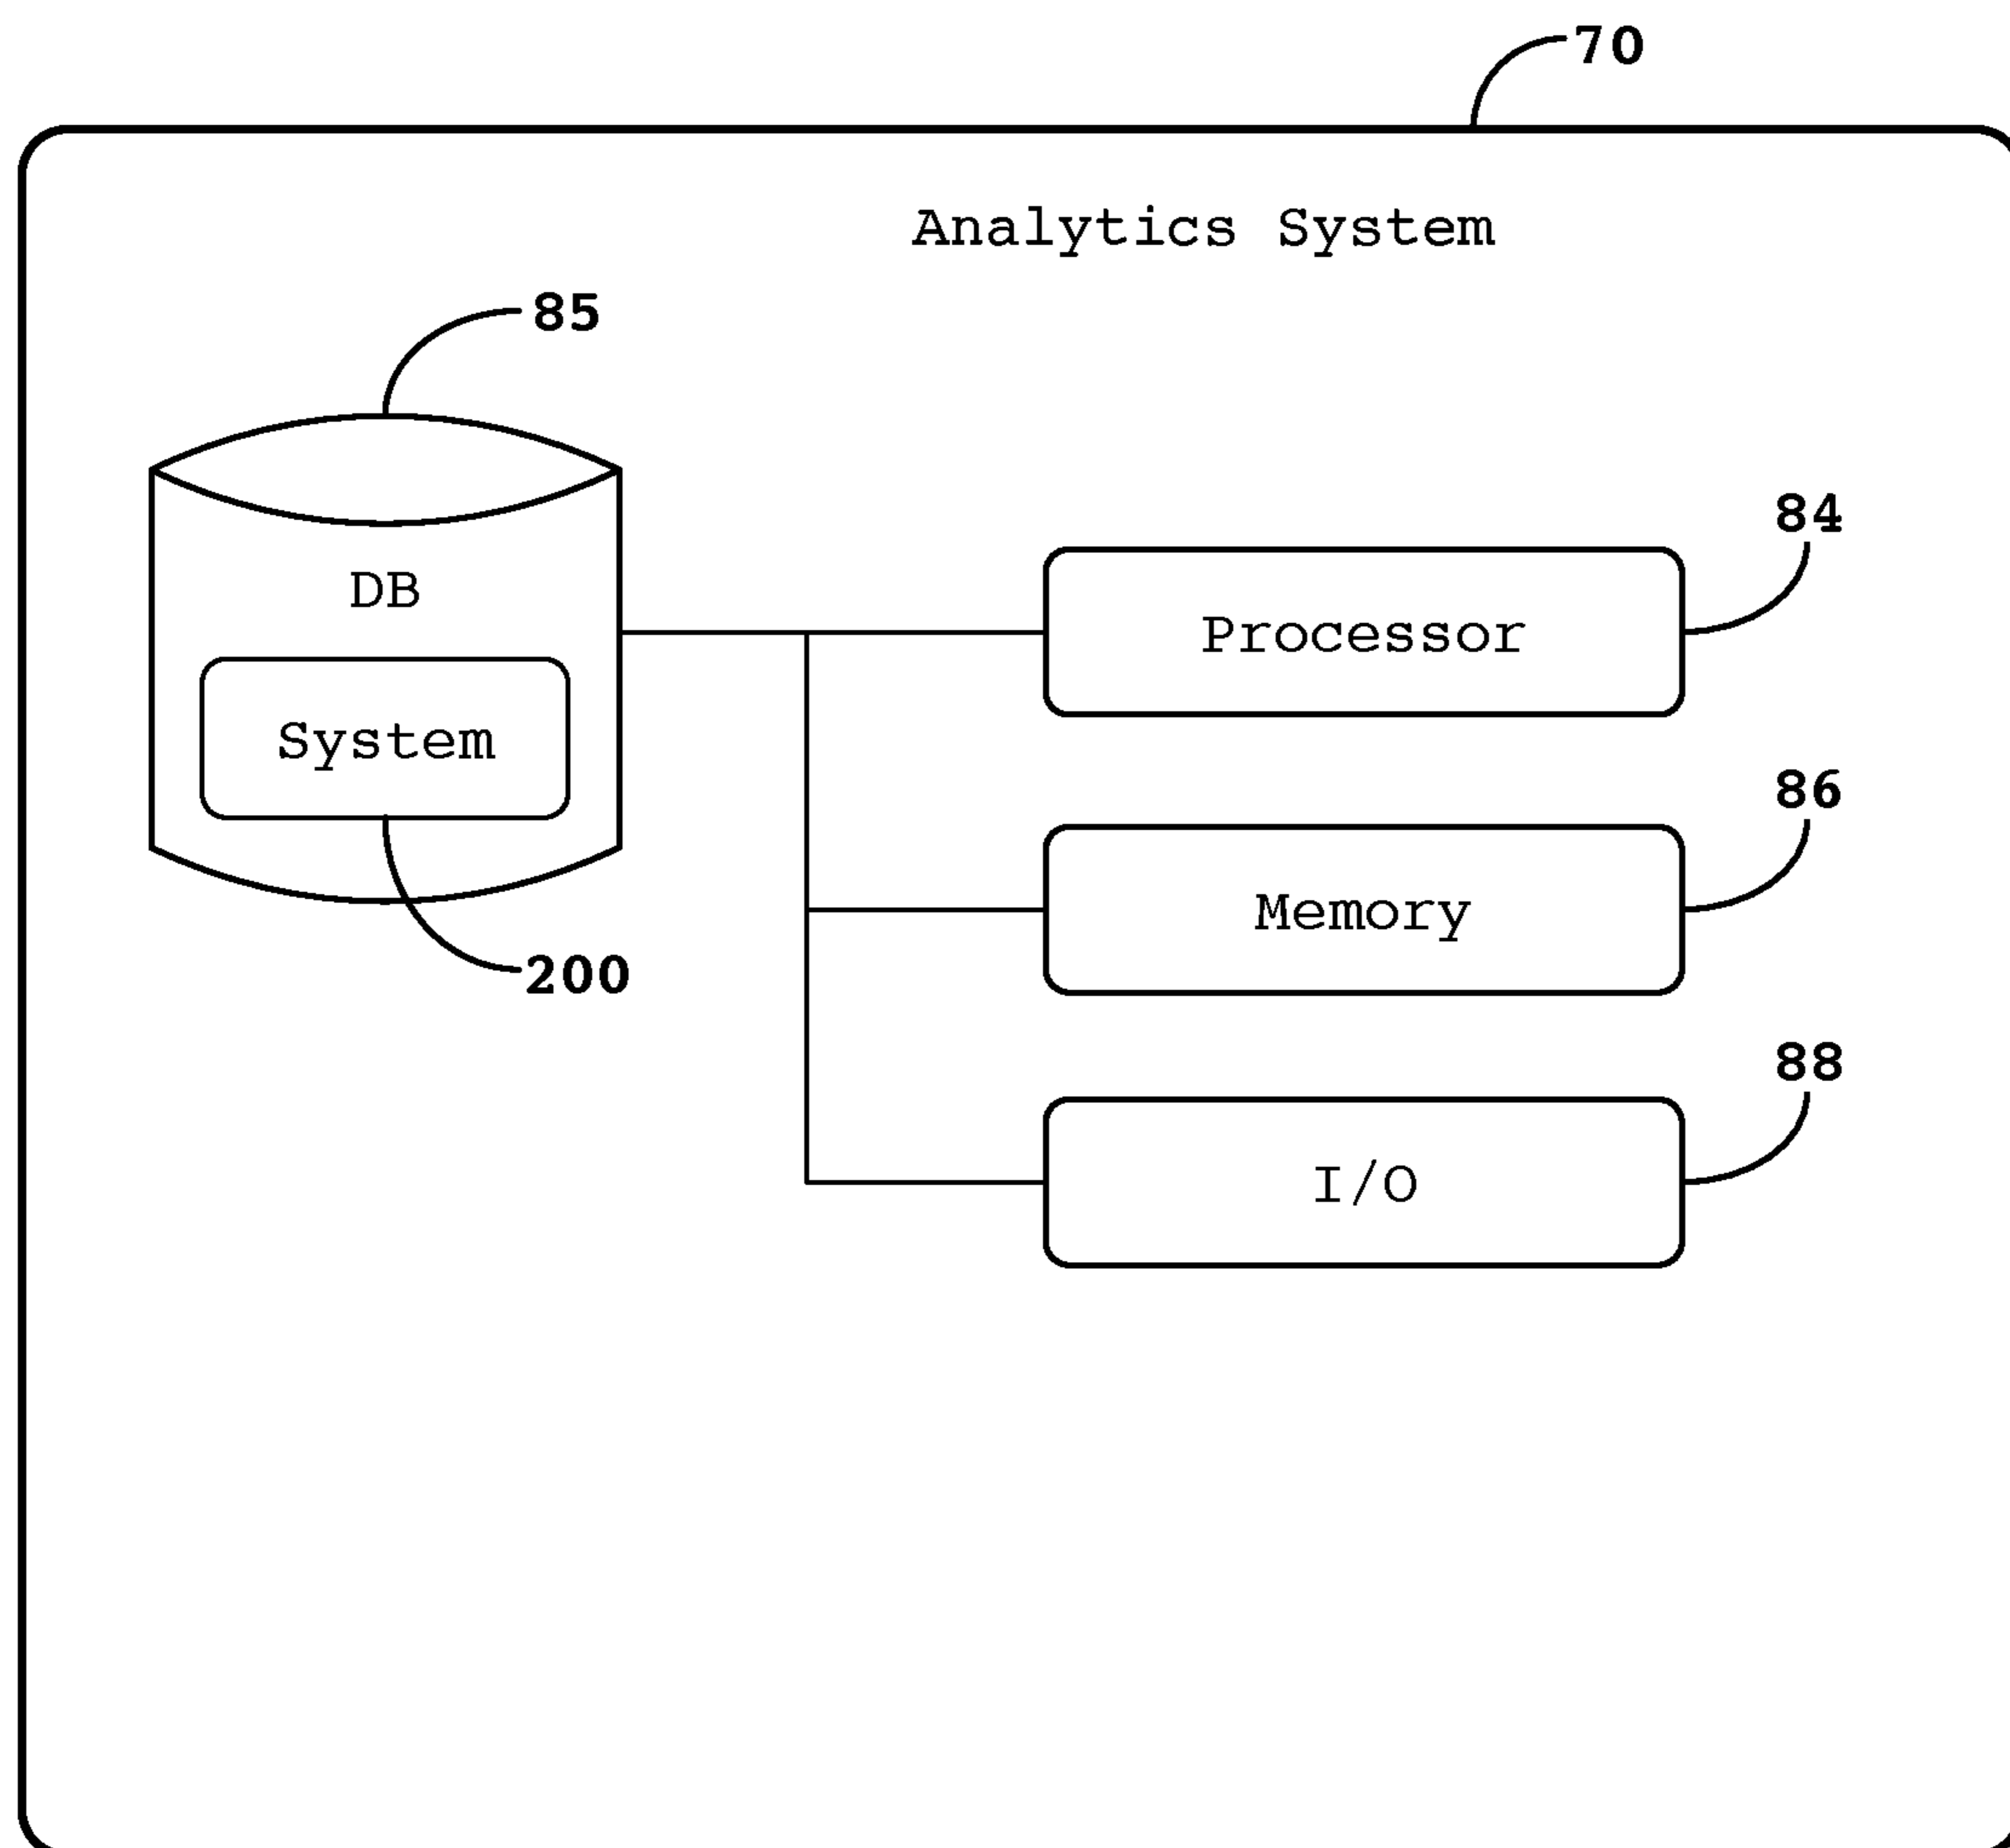 70
Analytics System
85
DB
System
200
84
Processor
86
Memory
88
I/O